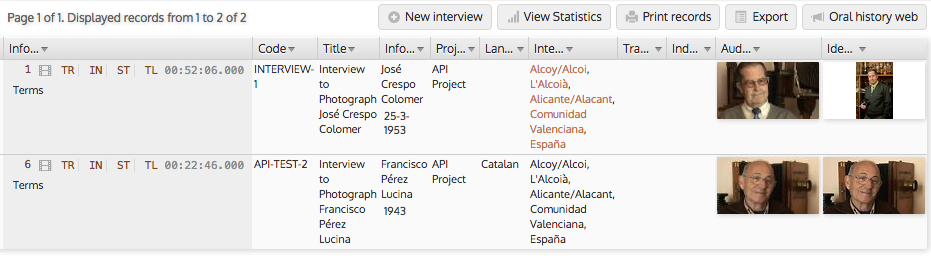 Page 1 of 1. Displayed records from 1 to 2 of 2
New interview
View Statistics
Print records
Export
Oral history web
Info...
Code
Title
Info...
Proj...
Lan...
Inte...
Tra...
Ind...
Aud...
Ide...
1 TR IN ST TL 00:52:06.000
Terms
INTERVIEW-
1
Interview
to
Photograph
José Crespo
Colomer
José
Crespo
Colomer
25-3-
1953
API
Project
Alcoy/Alcoi,
L'Alcoià,
Alicante/Alacant,
Comunidad
Valenciana,
España
6 TR IN ST TL 00:22:46.000
Terms
API-TEST-2
Interview
to
Photograph
Francisco
Pérez
Lucina
Francisco
Pérez
Lucina
1943
API
Project
Catalan
Alcoy/Alcoi,
L'Alcoià,
Alicante/Alacant,
Comunidad
Valenciana,
España